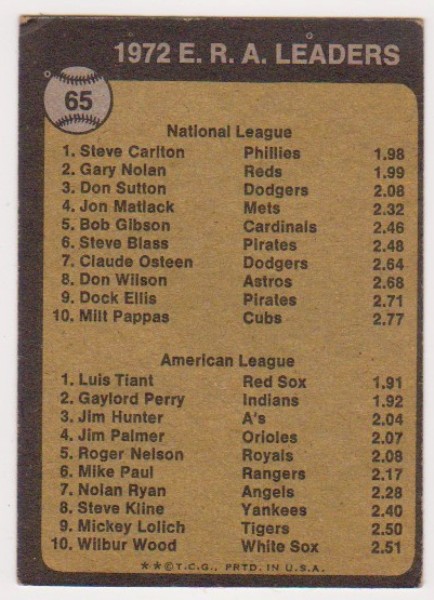 1972 E. R. A. LEADERS
65
National League
1. Steve Carlton Phillies 1.98
2. Gary Nolan Reds 1.99
3. Don Sutton Dodgers 2.08
4. Jon Matlack Mets 2.32
5. Bob Gibson Cardinals 2.46
6. Steve Blass Pirates 2.48
7. Claude Osteen Dodgers 2.64
8. Don Wilson Astros 2.68
9. Dock Ellis Pirates 2.71
10. Milt Pappas Cubs 2.77
American League
1. Luis Tiant Red Sox 1.91
2. Gaylord Perry Indians 1.92
3. Jim Hunter A's 2.04
4. Jim Palmer Orioles 2.07
5. Roger Nelson Royals 2.08
6. Mike Paul Rangers 2.17
7. Nolan Ryan Angels 2.28
8. Steve Kline Yankees 2.40
9. Mickey Lolich Tigers 2.50
10. Wilbur Wood White Sox 2.51
**©T.C.G., PRTD. IN U.S.A.